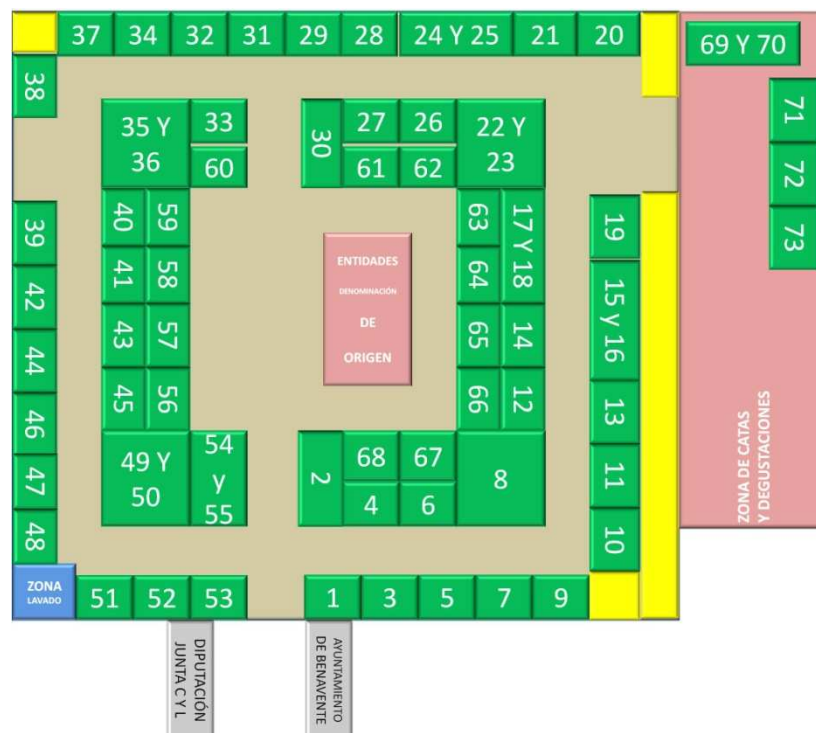 37 34 32 31 29 28 24 Y 25 21 20
69 Y 70
38
35 Y
36
33
30
27 26
22 Y
23
71
60
61 62
72
39
40 59
63
17 Y 18
19
73
ENTIDADES
DENOMINACIÓN
DE
ORIGEN
42
41 58
64
15 y 16
44
43 57
65 14
46
45 56
66 12
13
47
49 Y
50
54
y
55
2
68 67
8
11
4 6
48
10
ZONA DE CATAS
Y DEGUSTACIONES
ZONA
LAVADO
51 52 53
1 3 5 7 9
DIPUTACIÓN
JUNTA C Y L
AYUNTAMIENTO
DE BENAVENTE